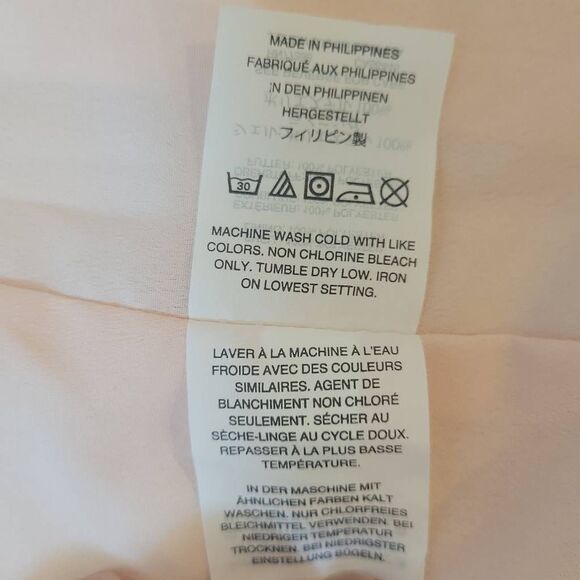 MADE IN PHILIPPINES
FABRIQUÉ AUX PHILIPPINES
IN DEN PHILIPPINEN
HERGESTELLT
フィリピン製
30
MACHINE WASH COLD WITH LIKE
COLORS. NON CHLORINE BLEACH
ONLY. TUMBLE DRY LOW. IRON
ON LOWEST SETTING.
LAVER À LA MACHINE À L'EAU
FROIDE AVEC DES COULEURS
SIMILAIRES. AGENT DE
BLANCHIMENT NON CHLORÉ
SEULEMENT. SÉCHER AU
SÈCHE-LINGE AU CYCLE DOUX.
REPASSER À LA PLUS BASSE
TEMPÉRATURE.
IN DER MASCHINE MIT
ÄHNLICHEN FARBEN KALT
WASCHEN. NUR CHLORFREIES
BLEICHMITTEL VERWENDEN. BEI
NIEDRIGER TEMPERATUR
TROCKNEN. BEI NIEDRIGSTER
EINSTELLUNG BÜGELN.